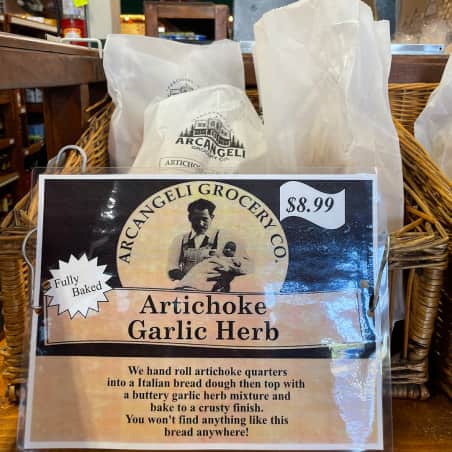 ARCANGELI
GROCERY CO.
ARCANGELI GROCERY CO.
$8.99
Fully
Baked
Artichoke
Garlic Herb
We hand roll artichoke quarters
into a Italian bread dough then top with
a buttery garlic herb mixture and
bake to a crusty finish.
You won't find anything like this
bread anywhere!